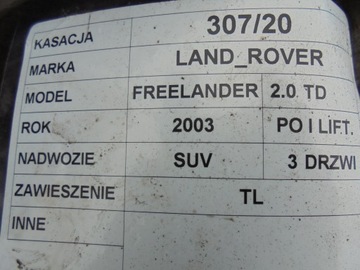 KASACJA 307/20
MARKA LAND_ROVER
MODEL FREELANDER 2.0 TD
ROK 2003 PO I LIFT.
NADWOZIE SUV 3 DRZWI
ZAWIESZENIE TL
INNE